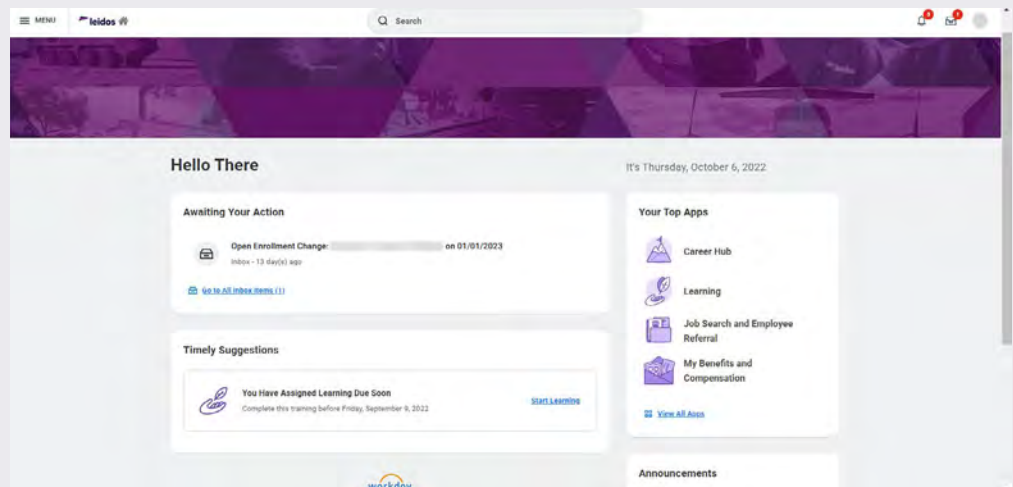 MENU
leidos
Search
Hello There
It's Thursday, October 6, 2022
Awaiting Your Action
Open Enrollment Change: on 01/01/2023
Inbox - 13 day(s) ago
Go to All Inbox Items (1)
Timely Suggestions
You Have Assigned Learning Due Soon
Complete this training before Friday, September 9, 2022
Start Learning
Your Top Apps
Career Hub
Learning
Job Search and Employee
Referral
My Benefits and
Compensation
View All Apps
Announcements
workday